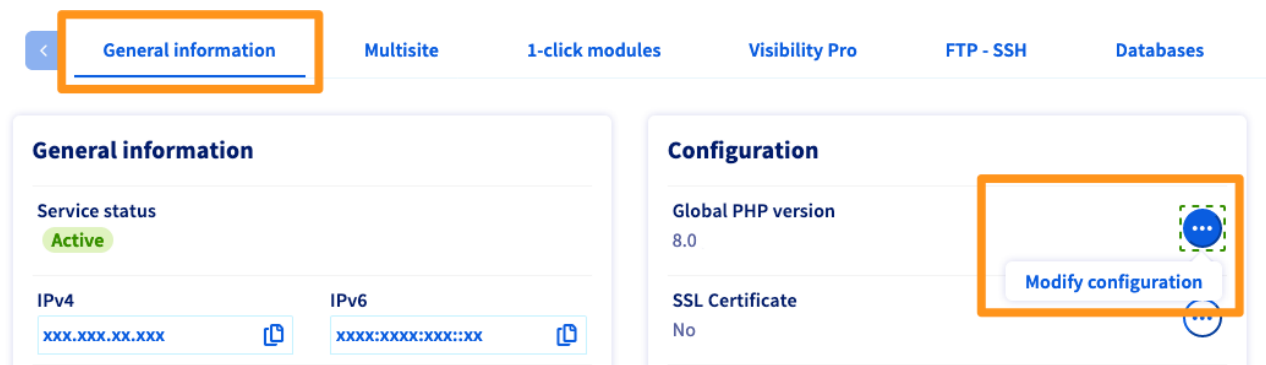 General information
Multisite
1-click modules
Visibility Pro
FTP - SSH
Databases
General information
Service status
Active
IPv4
IPv6
xxx.xxx.xx.xxx
xxxx:xxxx:xxx::xx
Configuration
Global PHP version
8.0
Modify configuration
SSL Certificate
No